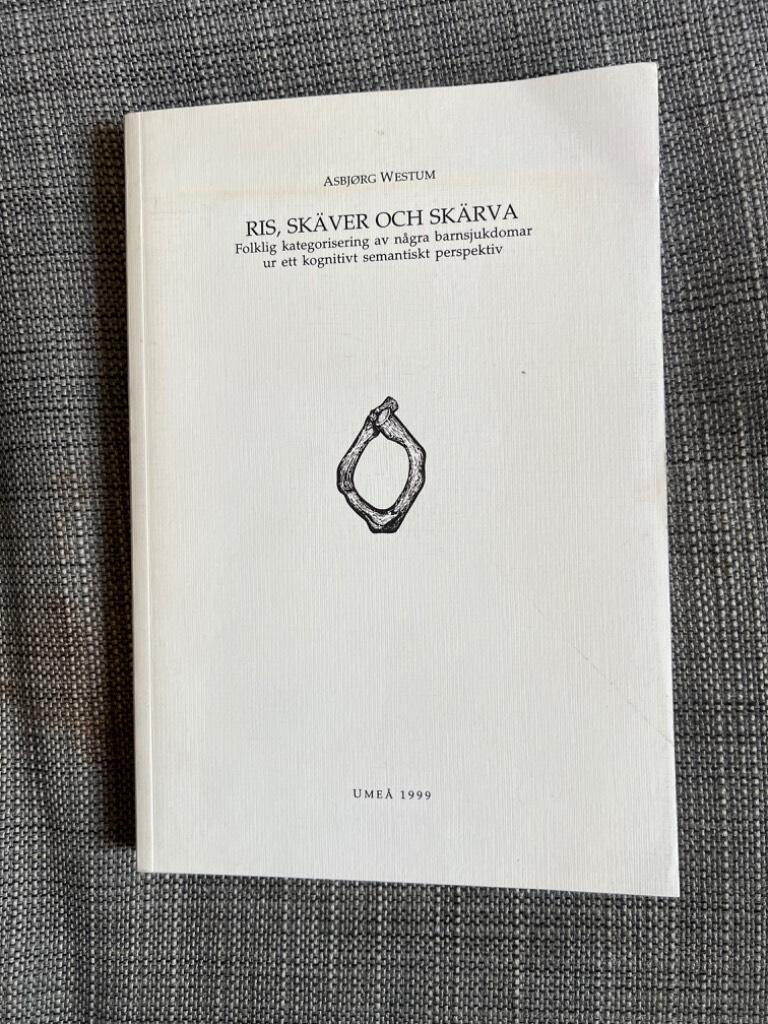 ASBJØRG WESTUM
RIS, SKÄVER OCH SKÄRVA
Folklig kategorisering av några barnsjukdomar
ur ett kognitivt semantiskt perspektiv
UMEÅ 1999